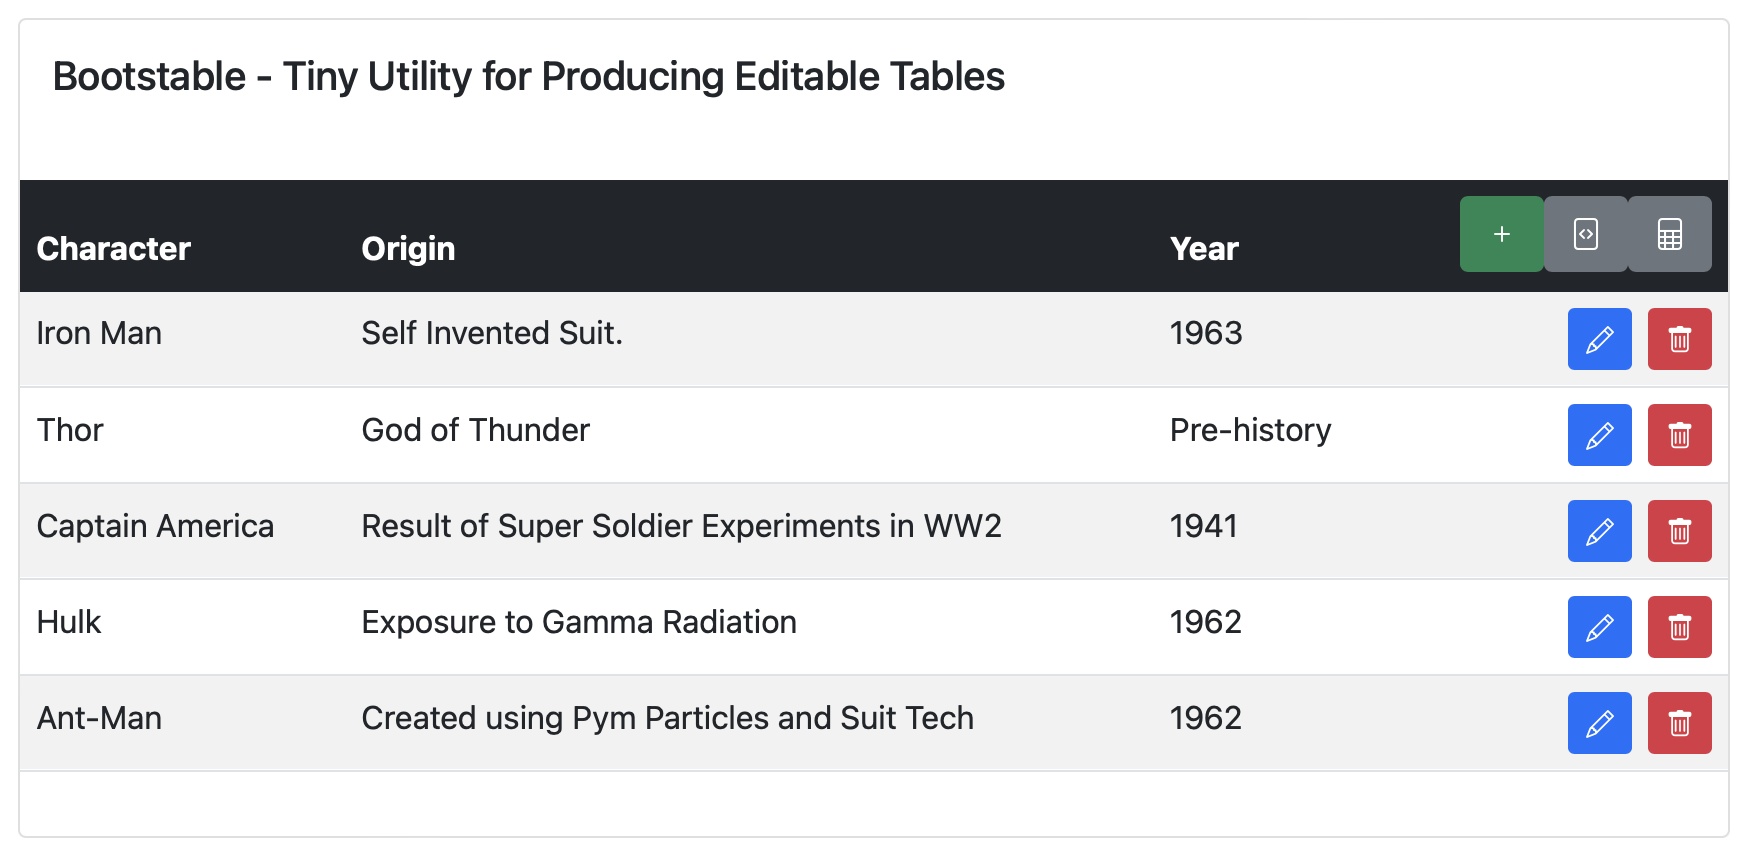 Bootstable - Tiny Utility for Producing Editable Tables
Character Origin Year +
Iron Man Self Invented Suit. 1963
Thor God of Thunder Pre-history
Captain America Result of Super Soldier Experiments in WW2 1941
Hulk Exposure to Gamma Radiation 1962
Ant-Man Created using Pym Particles and Suit Tech 1962